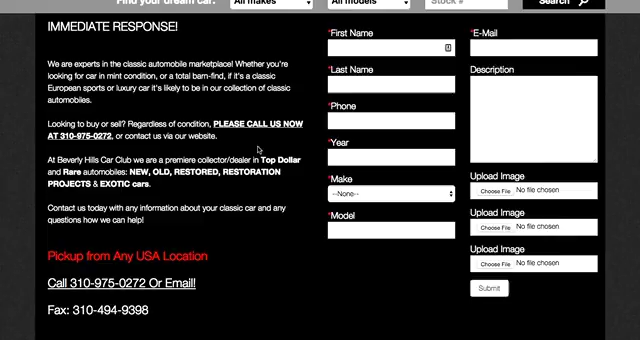 Find your dream car:
All makes
All models
Stock #
Search
IMMEDIATE RESPONSE!
We are experts in the classic automobile marketplace! Whether you're
looking for car in mint condition, or a total barn-find, if it's a classic
European sports or luxury car it's likely to be in our collection of classic
automobiles.
Looking to buy or sell? Regardless of condition, PLEASE CALL US NOW
AT 310-975-0272, or contact us via our website.
At Beverly Hills Car Club we are a premiere collector/dealer in Top Dollar
and Rare automobiles: NEW, OLD, RESTORED, RESTORATION
PROJECTS & EXOTIC cars.
Contact us today with any information about your classic car and any
questions how we can help!
Pickup from Any USA Location
Call 310-975-0272 Or Email!
Fax: 310-494-9398
*First Name
*Last Name
*Phone
*Year
*Make
--None--
*Model
*E-Mail
Description
Upload Image
Choose File No file chosen
Upload Image
Choose File No file chosen
Upload Image
Choose File No file chosen
Submit